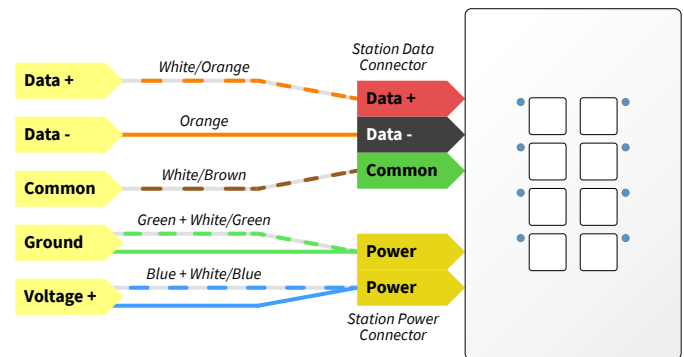 Station Data
Connector
White/Orange
Data +
Data +
Orange
Data -
Data -
White/Brown
Common
Common
Green + White/Green
Ground
Power
Blue + White/Blue
Voltage +
Power
Station Power
Connector